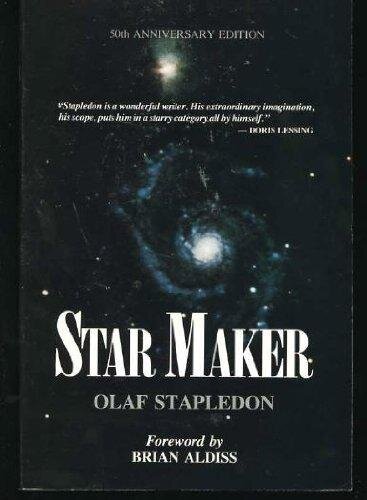 50th ANNIVERSARY EDITION
"Stapledon is a wonderful writer. His extraordinary imagination,
his scope, puts him in a starry category all by himself."
— DORIS LESSING
STAR MAKER
OLAF STAPLEDON
Foreword by
BRIAN ALDISS